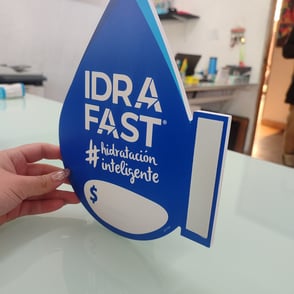 IDRA
FAST®
#hidratación
inteligente
$